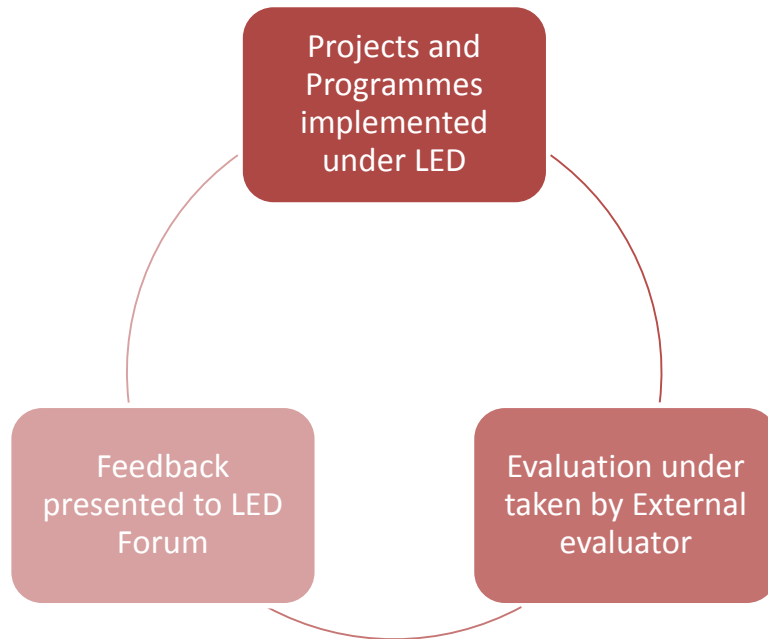 Projects and
Programmes
implemented
under LED
Evaluation under
taken by External
evaluator
Feedback
presented to LED
Forum